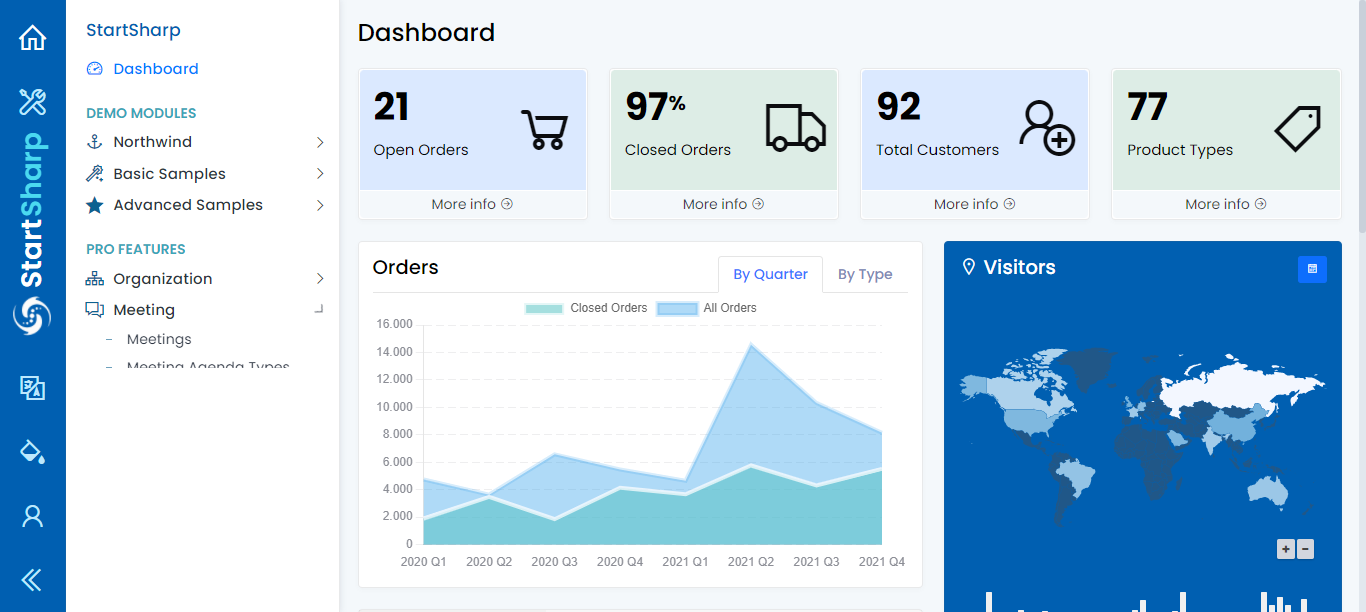 StartSharp
StartSharp
Dashboard
DEMO MODULES
Northwind
Basic Samples
Advanced Samples
PRO FEATURES
Organization
Meeting
Meetings
Meeting Agenda Types
Dashboard
21
Open Orders
More info
97%
Closed Orders
More info
92
Total Customers
More info
77
Product Types
More info
Orders
By Quarter
By Type
Closed Orders
All Orders
16.000
14.000
12.000
10.000
8.000
6.000
4.000
2.000
0
2020 Q1 2020 Q2 2020 Q3 2020 Q4 2021 Q1 2021 Q2 2021 Q3 2021 Q4
Visitors
+ −